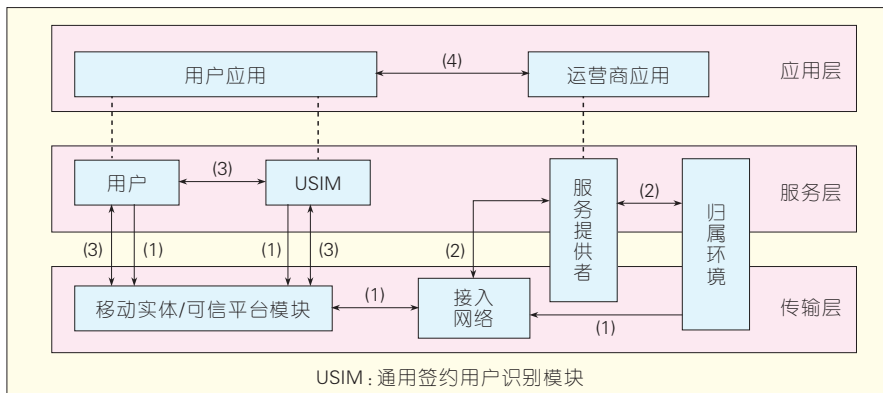 用户应用
(4)
运营商应用
应用层
用户
(3)
USIM
服务提供者
(2)
归属环境
服务层
(3)
(1)
(1)
(3)
(2)
移动实体/可信平台模块
(1)
接入
网络
(1)
传输层
USIM：通用签约用户识别模块